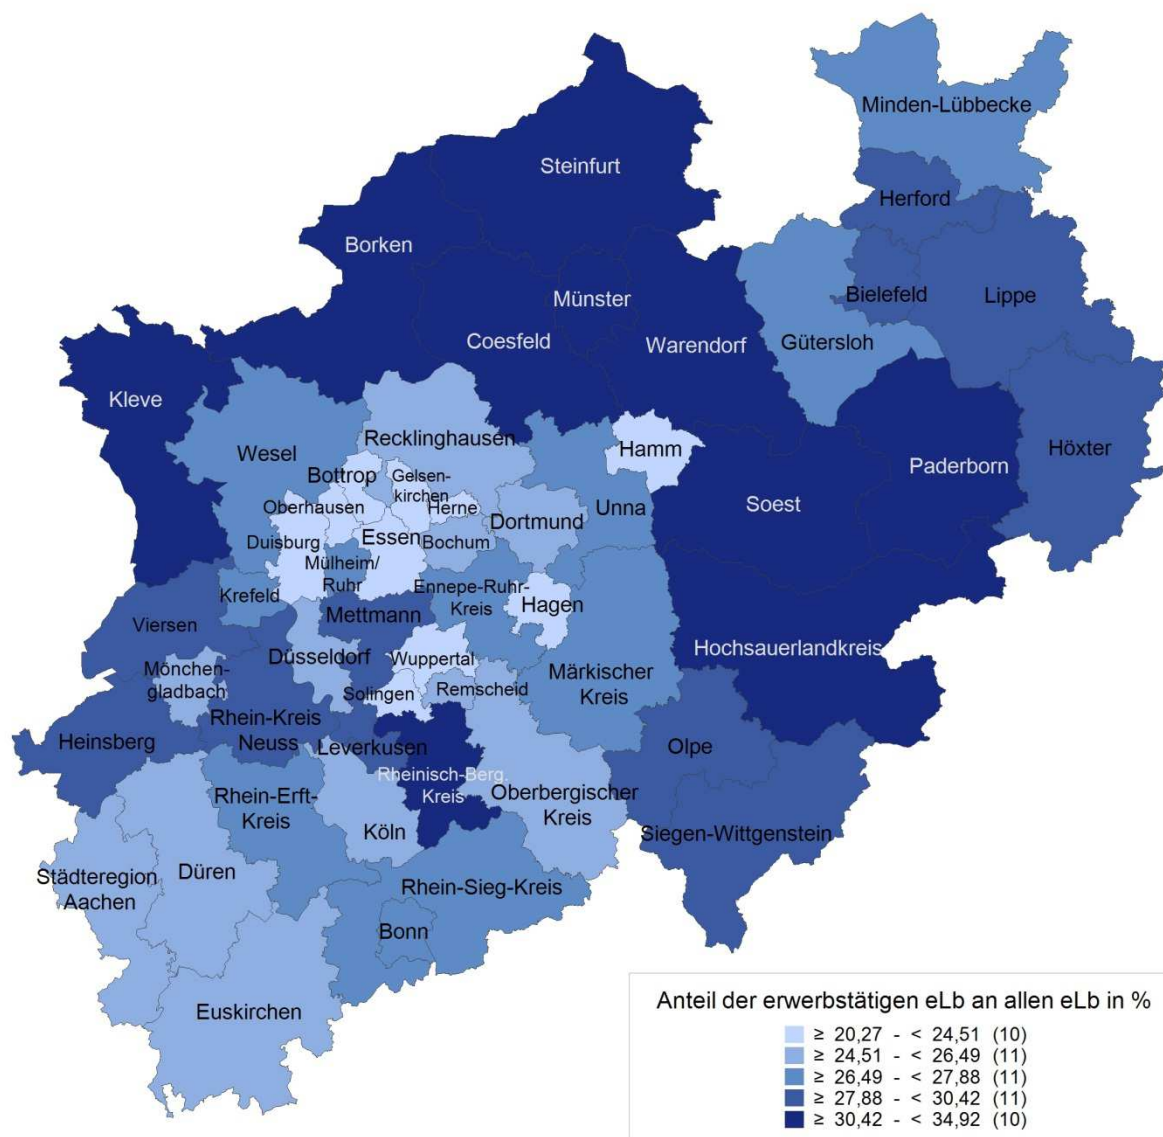 Minden-Lübbecke
Steinfurt
Herford
Borken
Münster
Bielefeld
Lippe
Coesfeld
Warendorf
Gütersloh
Kleve
Recklinghausen
Hamm
Höxter
Wesel
Paderborn
Bottrop
Gelsen-
kirchen
Oberhausen
Herne
Unna
Soest
Dortmund
Duisburg
Essen
Bochum
Mülheim/
Ruhr
Krefeld
Ennepe-Ruhr-
Kreis
Hagen
Mettmann
Viersen
Hochsauerlandkreis
Düsseldorf
Wuppertal
Mönchen-
gladbach
Märkischer
Kreis
Solingen
Remscheid
Rhein-Kreis
Neuss
Heinsberg
Leverkusen
Olpe
Rheinisch-Berg.
Kreis
Rhein-Erft-
Kreis
Oberbergischer
Kreis
Köln
Siegen-Wittgenstein
Düren
Städteregion
Aachen
Rhein-Sieg-Kreis
Bonn
Euskirchen
Anteil der erwerbstätigen eLb an allen eLb in %
≥ 20,27 - < 24,51 (10)
≥ 24,51 - < 26,49 (11)
≥ 26,49 - < 27,88 (11)
≥ 27,88 - < 30,42 (11)
≥ 30,42 - < 34,92 (10)